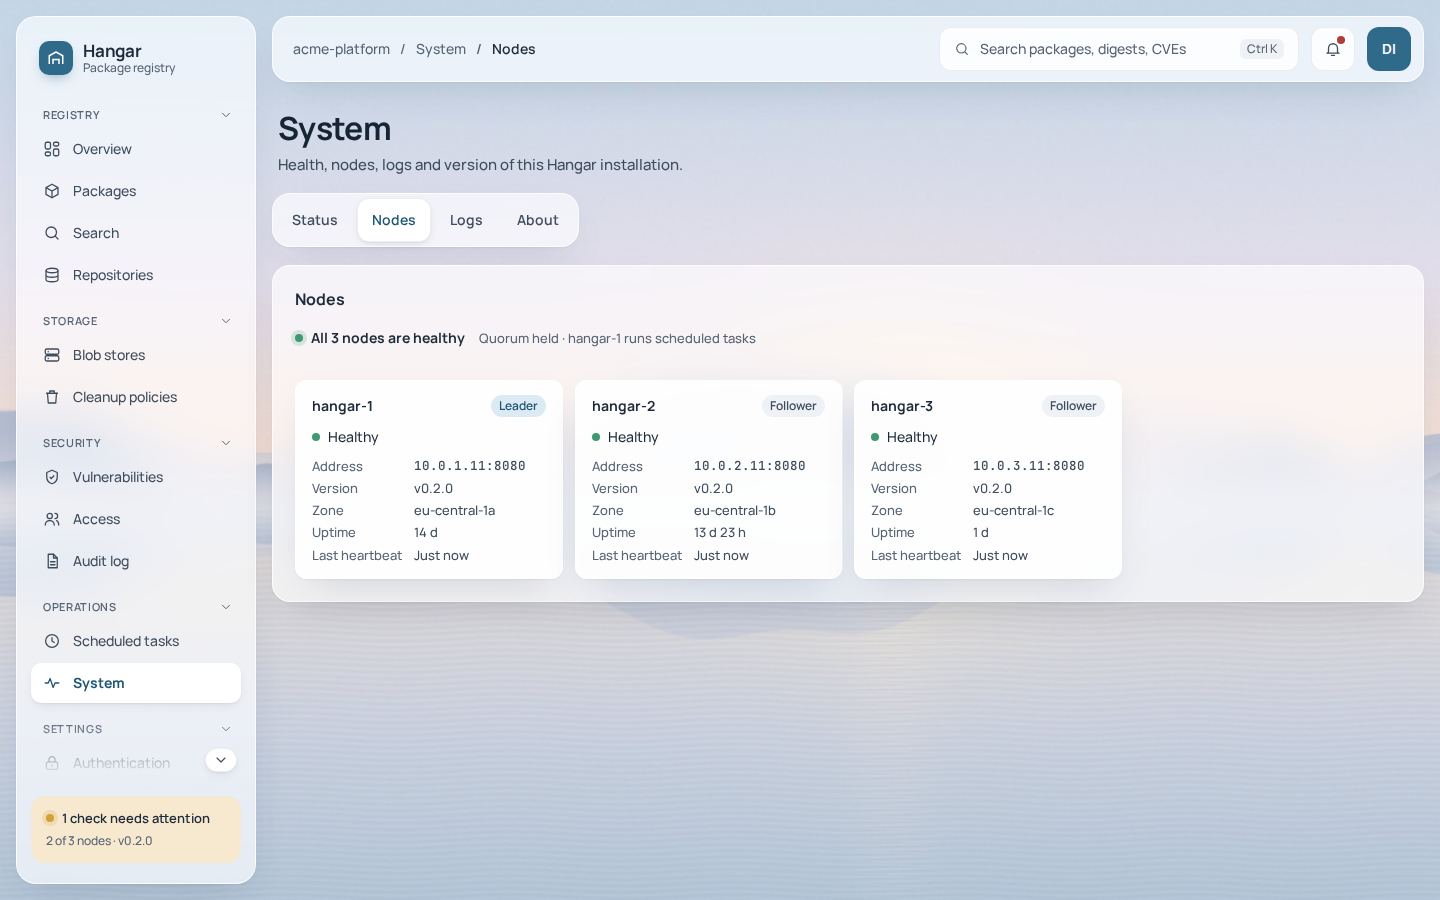 Hangar
Package registry
REGISTRY
Overview
Packages
Search
Repositories
STORAGE
Blob stores
Cleanup policies
SECURITY
Vulnerabilities
Access
Audit log
OPERATIONS
Scheduled tasks
System
SETTINGS
Authentication
1 check needs attention
2 of 3 nodes · v0.2.0
acme-platform / System / Nodes
Search packages, digests, CVEs Ctrl K
DI
System
Health, nodes, logs and version of this Hangar installation.
Status Nodes Logs About
Nodes
All 3 nodes are healthy Quorum held · hangar-1 runs scheduled tasks
hangar-1 Leader
Healthy
Address 10.0.1.11:8080
Version v0.2.0
Zone eu-central-1a
Uptime 14 d
Last heartbeat Just now
hangar-2 Follower
Healthy
Address 10.0.2.11:8080
Version v0.2.0
Zone eu-central-1b
Uptime 13 d 23 h
Last heartbeat Just now
hangar-3 Follower
Healthy
Address 10.0.3.11:8080
Version v0.2.0
Zone eu-central-1c
Uptime 1 d
Last heartbeat Just now